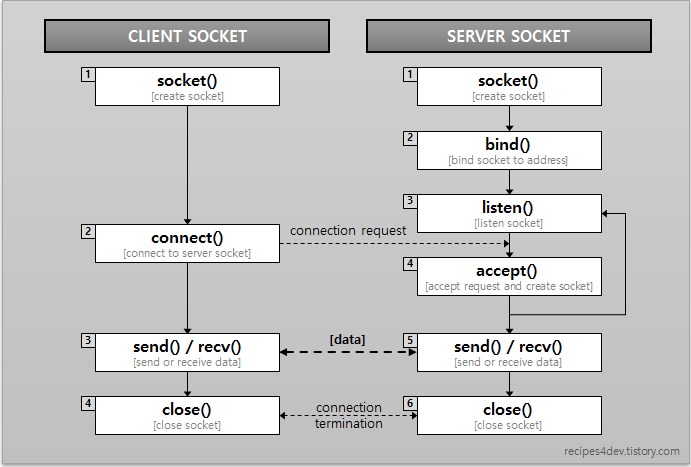 CLIENT SOCKET
SERVER SOCKET
1
socket()
[create socket]
1
socket()
[create socket]
2
bind()
[bind socket to address]
3
listen()
[listen socket]
2
connect()
[connect to server socket]
connection request
4
accept()
[accept request and create socket]
3
send() / recv()
[send or receive data]
[data]
5
send() / recv()
[send or receive data]
4
close()
[close socket]
connection
termination
6
close()
[close socket]
recipes4dev.tistory.com